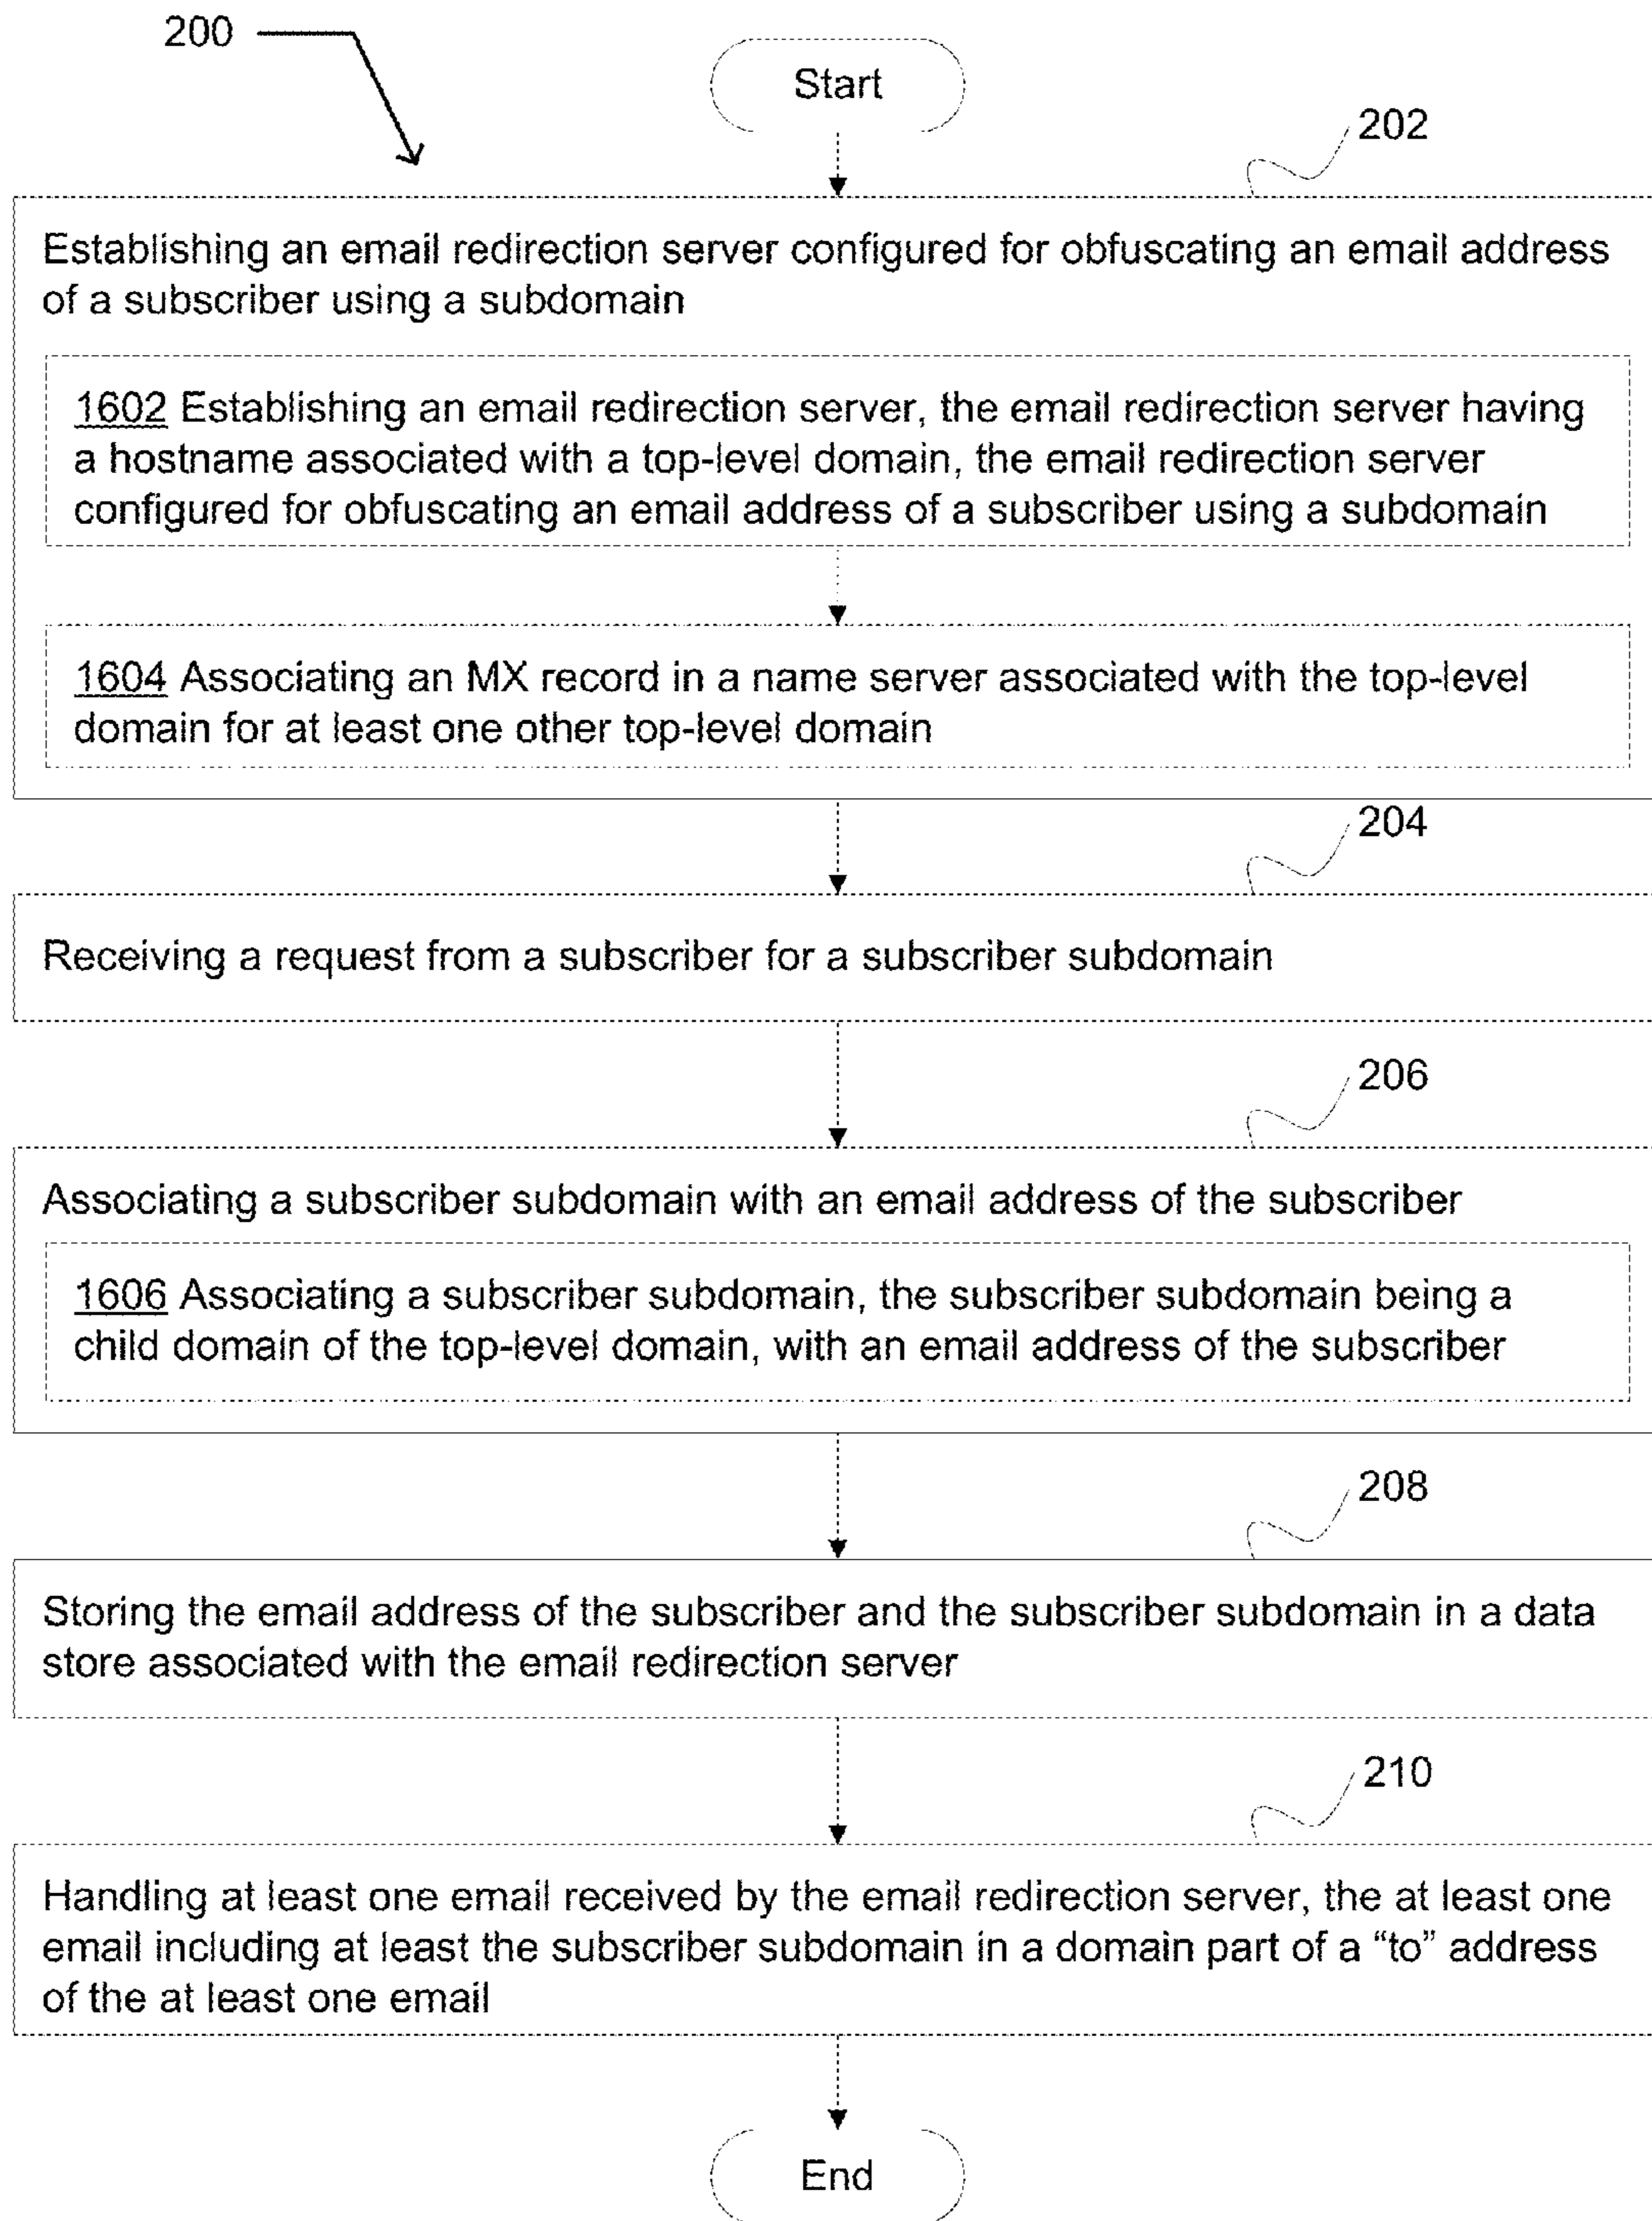 200
Start
202
Establishing an email redirection server configured for obfuscating an email address
of a subscriber using a subdomain
1602 Establishing an email redirection server, the email redirection server having
a hostname associated with a top-level domain, the email redirection server
configured for obfuscating an email address of a subscriber using a subdomain
1604 Associating an MX record in a name server associated with the top-level
domain for at least one other top-level domain
204
Receiving a request from a subscriber for a subscriber subdomain
206
Associating a subscriber subdomain with an email address of the subscriber
1606 Associating a subscriber subdomain, the subscriber subdomain being a
child domain of the top-level domain, with an email address of the subscriber
208
Storing the email address of the subscriber and the subscriber subdomain in a data
store associated with the email redirection server
210
Handling at least one email received by the email redirection server, the at least one
email including at least the subscriber subdomain in a domain part of a “to” address
of the at least one email
End